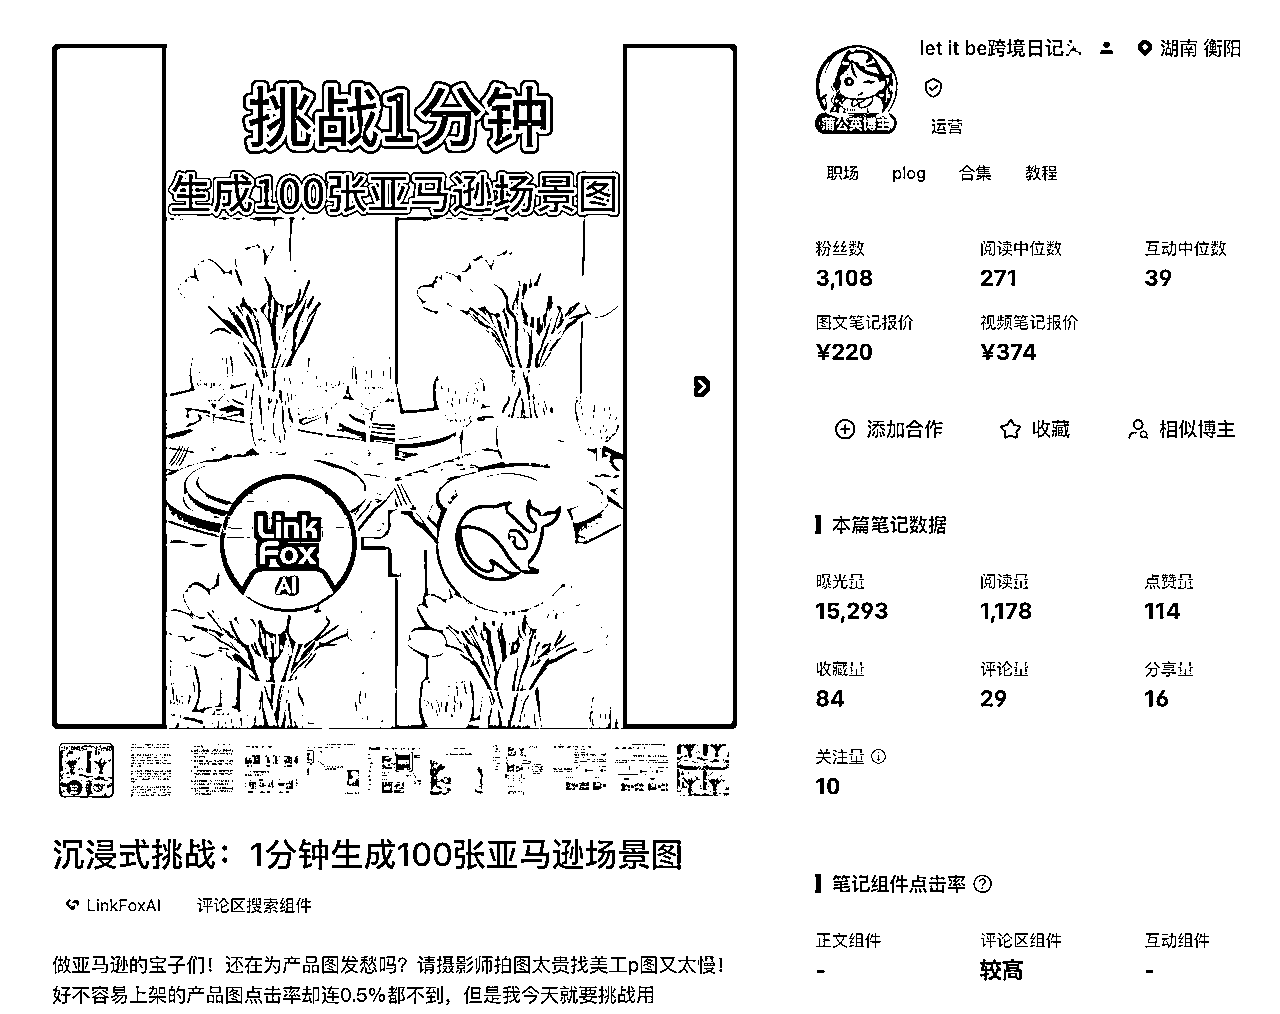 挑战1分钟
生成100张亚马逊场景图
Link
Fox
AI
沉浸式挑战：1分钟生成100张亚马逊场景图
LinkFoxAI 评论区搜索组件
做亚马逊的宝子们！还在为产品图发愁吗？请摄影师拍图太贵找美工p图又太慢！
好不容易上架的产品图点击率却连0.5%都不到，但是我今天就要挑战用
let it be跨境日记 湖南 衡阳
蒲公英博主
运营
职场 plog 合集 教程
粉丝数 阅读中位数 互动中位数
3,108 271 39
图文笔记报价 视频笔记报价
¥220 ¥374
添加合作 收藏 相似博主
本篇笔记数据
曝光量 阅读量 点赞量
15,293 1,178 114
收藏量 评论量 分享量
84 29 16
关注量
10
笔记组件点击率
正文组件 评论区组件 互动组件
- 较高 -